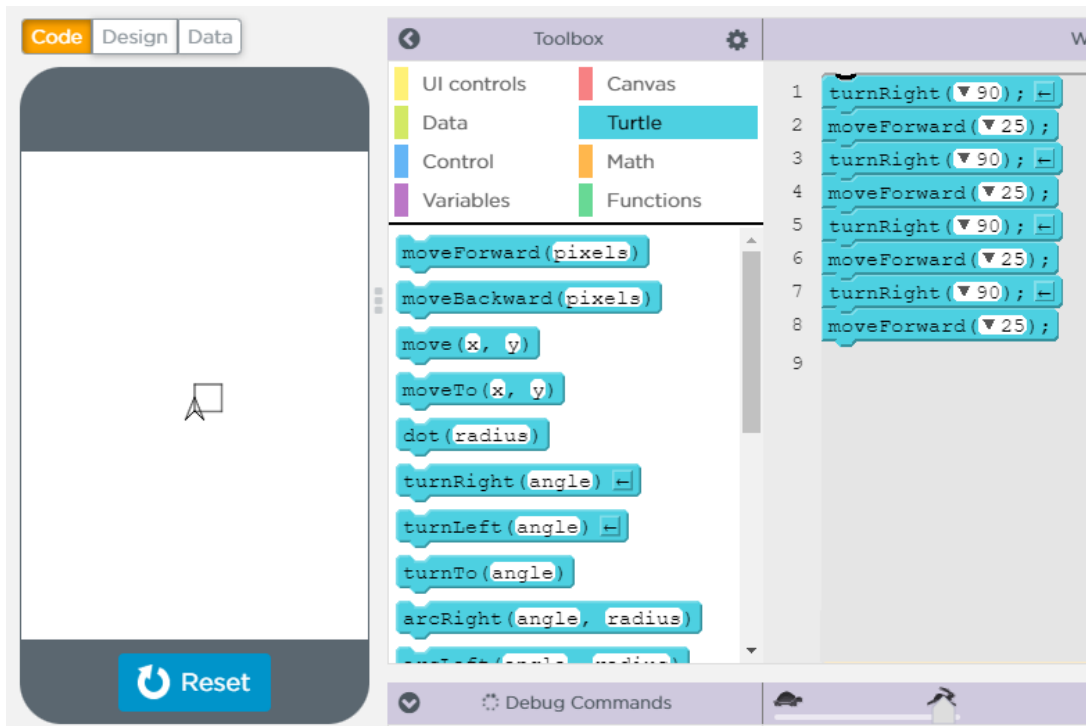 Code Design Data
Toolbox
W
UI controls Canvas
Data Turtle
Control Math
Variables Functions
moveForward(pixels)
moveBackward(pixels)
move(x, y)
moveTo(x, y)
dot(radius)
turnRight(angle) ←
turnLeft(angle) ←
turnTo(angle)
arcRight(angle, radius)
arcLeft(angle, radius)
1 turnRight(▼ 90); ←
2 moveForward(▼ 25);
3 turnRight(▼ 90); ←
4 moveForward(▼ 25);
5 turnRight(▼ 90); ←
6 moveForward(▼ 25);
7 turnRight(▼ 90); ←
8 moveForward(▼ 25);
9
Reset
Debug Commands